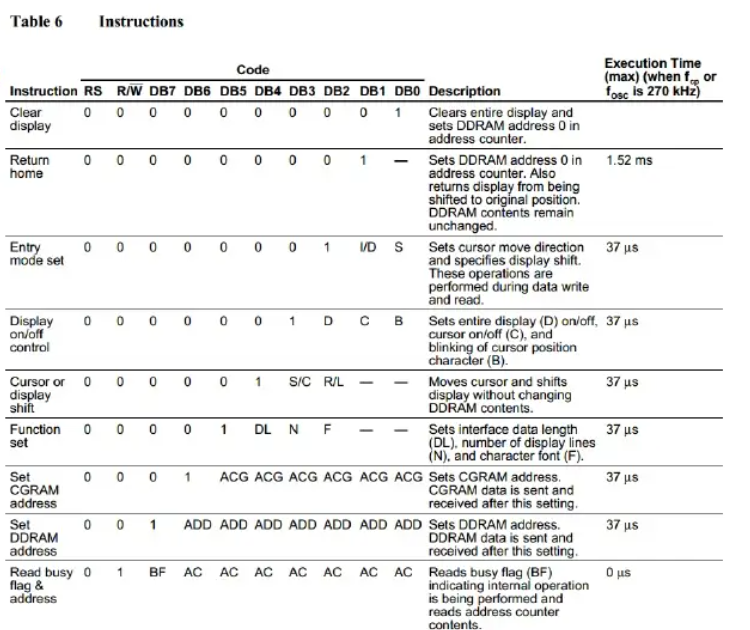 Table 6 Instructions
Code
Execution Time
(max) (when fcp or
fosc is 270 kHz)
Instruction RS R/W̅ DB7 DB6 DB5 DB4 DB3 DB2 DB1 DB0 Description
Clear display 0 0 0 0 0 0 0 0 0 1 Clears entire display and
sets DDRAM address 0 in
address counter.
Return home 0 0 0 0 0 0 0 0 1 — Sets DDRAM address 0 in 1.52 ms
address counter. Also
returns display from being
shifted to original position.
DDRAM contents remain
unchanged.
Entry mode set 0 0 0 0 0 0 0 1 I/D S Sets cursor move direction 37 µs
and specifies display shift.
These operations are
performed during data write
and read.
Display on/off control 0 0 0 0 0 0 1 D C B Sets entire display (D) on/off, 37 µs
cursor on/off (C), and
blinking of cursor position
character (B).
Cursor or display shift 0 0 0 0 0 1 S/C R/L — — Moves cursor and shifts 37 µs
display without changing
DDRAM contents.
Function set 0 0 0 0 1 DL N F — — Sets interface data length 37 µs
(DL), number of display lines
(N), and character font (F).
Set CGRAM address 0 0 0 1 ACG ACG ACG ACG ACG ACG Sets CGRAM address. 37 µs
CGRAM data is sent and
received after this setting.
Set DDRAM address 0 0 1 ADD ADD ADD ADD ADD ADD ADD Sets DDRAM address. 37 µs
DDRAM data is sent and
received after this setting.
Read busy flag & address 0 1 BF AC AC AC AC AC AC AC Reads busy flag (BF) 0 µs
indicating internal operation
is being performed and
reads address counter
contents.